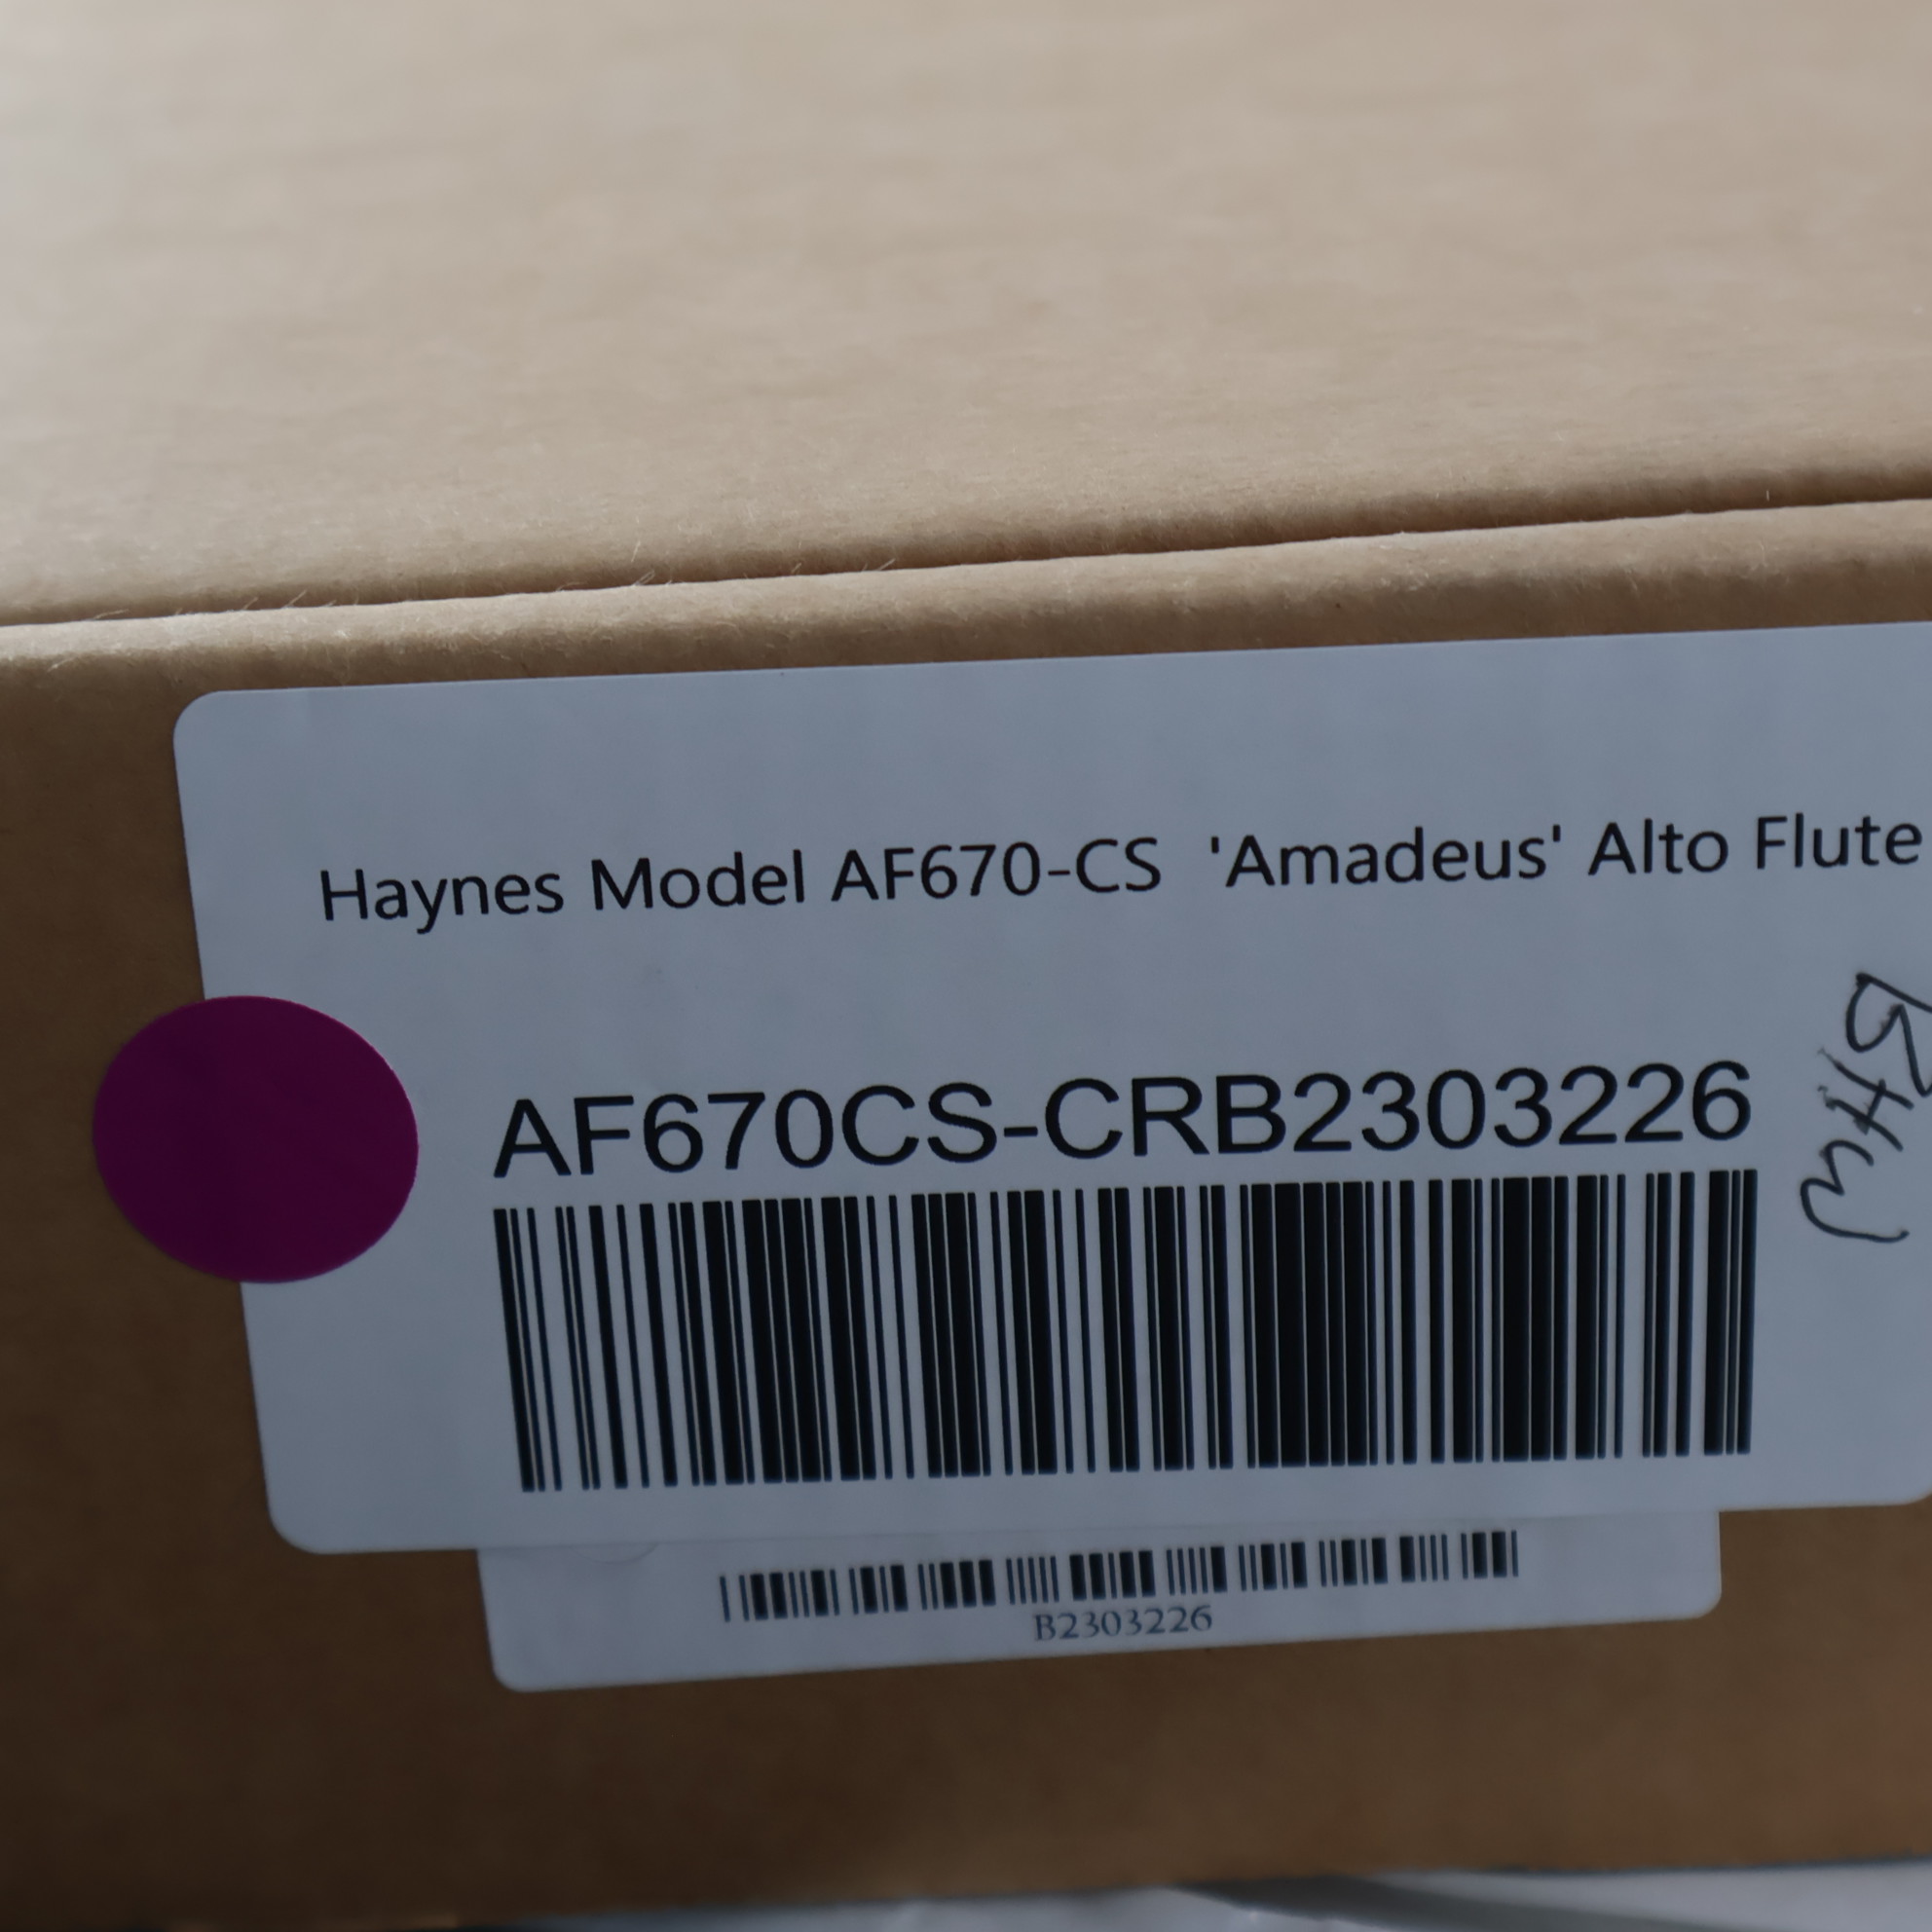 Haynes Model AF670-CS 'Amadeus' Alto Flute
AF670CS-CRB2303226
B2303226